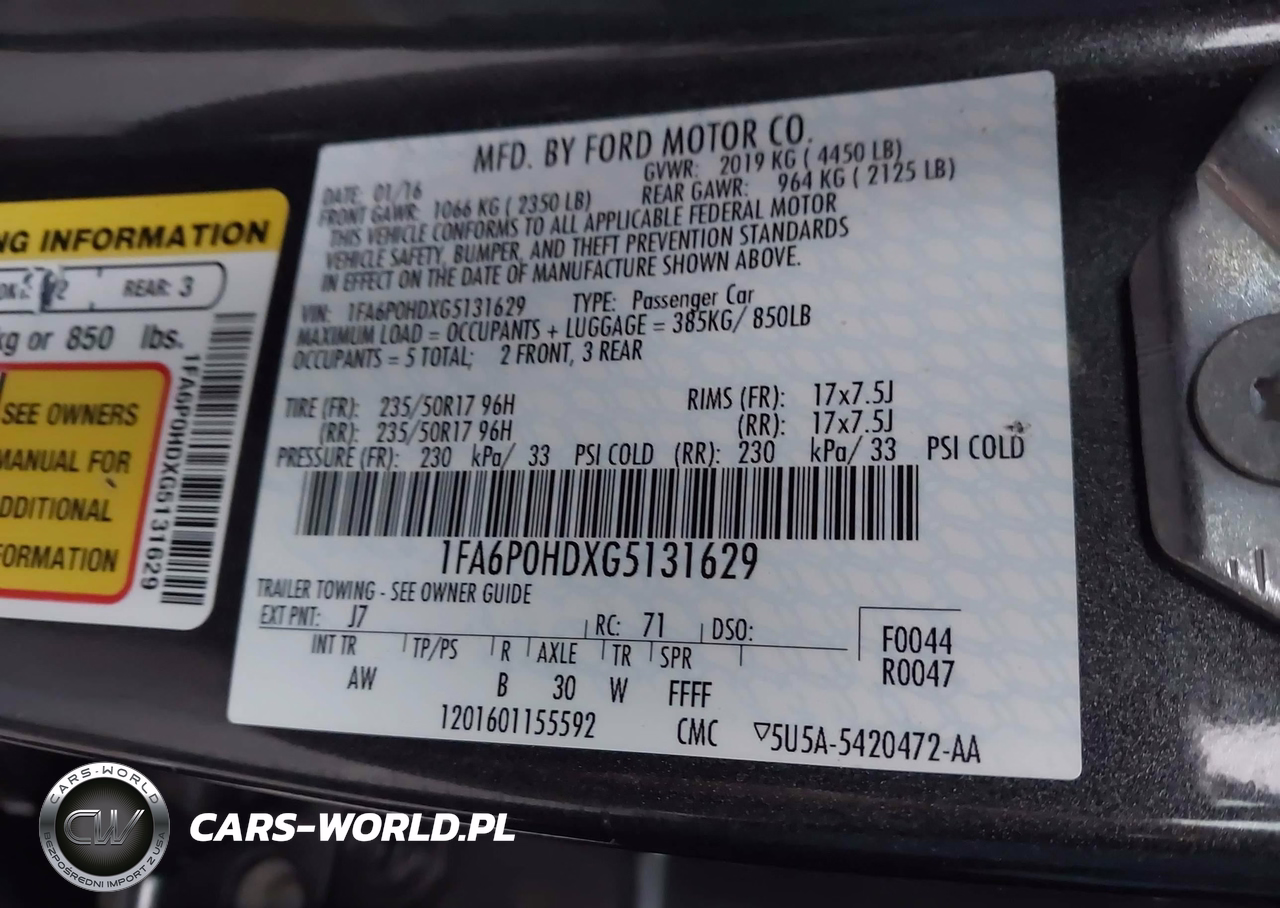 NG INFORMATION
REAR: 3
kg or 850 lbs.
SEE OWNERS
MANUAL FOR
ADDITIONAL
FORMATION
1FA6P0HDXG5131629
MFD. BY FORD MOTOR CO.
DATE: 01/16 GVWR: 2019 KG ( 4450 LB)
FRONT GAWR: 1066 KG ( 2350 LB) REAR GAWR: 964 KG ( 2125 LB)
THIS VEHICLE CONFORMS TO ALL APPLICABLE FEDERAL MOTOR
VEHICLE SAFETY, BUMPER, AND THEFT PREVENTION STANDARDS
IN EFFECT ON THE DATE OF MANUFACTURE SHOWN ABOVE.
VIN: 1FA6P0HDXG5131629 TYPE: Passenger Car
MAXIMUM LOAD = OCCUPANTS + LUGGAGE = 385KG/ 850LB
OCCUPANTS = 5 TOTAL; 2 FRONT, 3 REAR
TIRE (FR): 235/50R17 96H RIMS (FR): 17x7.5J
(RR): 235/50R17 96H (RR): 17x7.5J
PRESSURE (FR): 230 kPa/ 33 PSI COLD (RR): 230 kPa/ 33 PSI COLD
1FA6P0HDXG5131629
TRAILER TOWING - SEE OWNER GUIDE
EXT PNT: J7 RC: 71 DSO:
INT TR TP/PS R AXLE TR SPR
AW B 30 W FFFF
F0044
R0047
1201601155592 CMC ▽5U5A-5420472-AA
CARS-WORLD
CW
BEZPOŚREDNI IMPORT Z USA
CARS-WORLD.PL